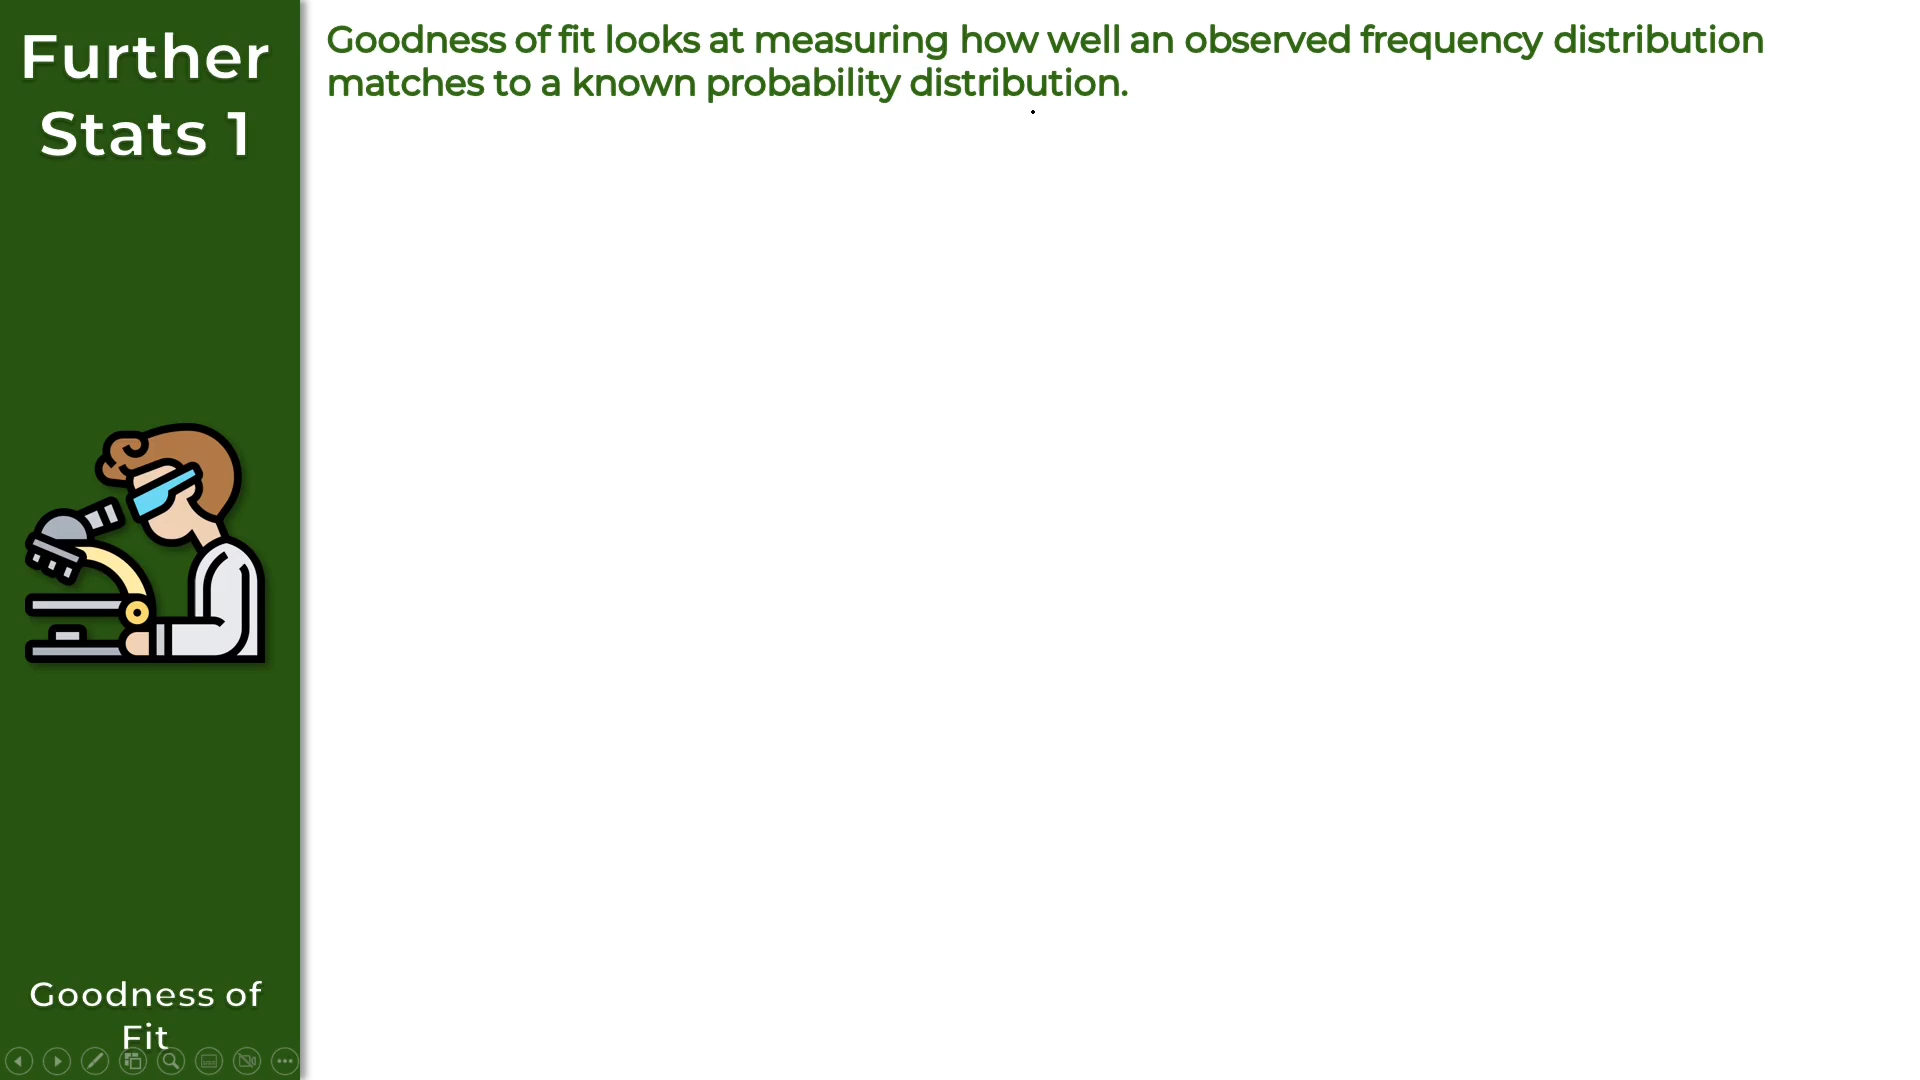 Further
Stats 1
Goodness of fit looks at measuring how well an observed frequency distribution
matches to a known probability distribution.
Goodness of
Fit